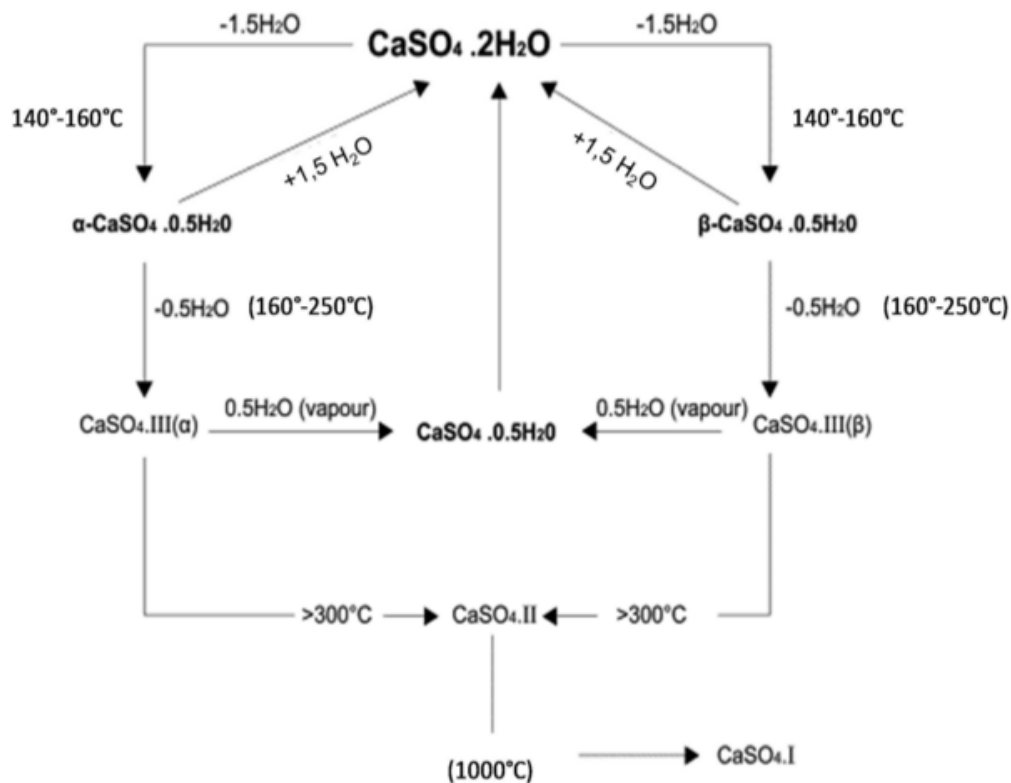 -1.5H₂O
CaSO₄ .2H₂O
-1.5H₂O
140°-160°C
140°-160°C
+1,5 H₂O
+1,5 H₂O
α-CaSO₄ .0.5H₂0
β-CaSO₄ .0.5H₂0
-0.5H₂O (160°-250°C)
-0.5H₂O (160°-250°C)
CaSO₄.III(α)
0.5H₂O (vapour)
CaSO₄ .0.5H₂0
0.5H₂O (vapour)
CaSO₄.III(β)
>300°C
CaSO₄.II
>300°C
(1000°C)
CaSO₄.I